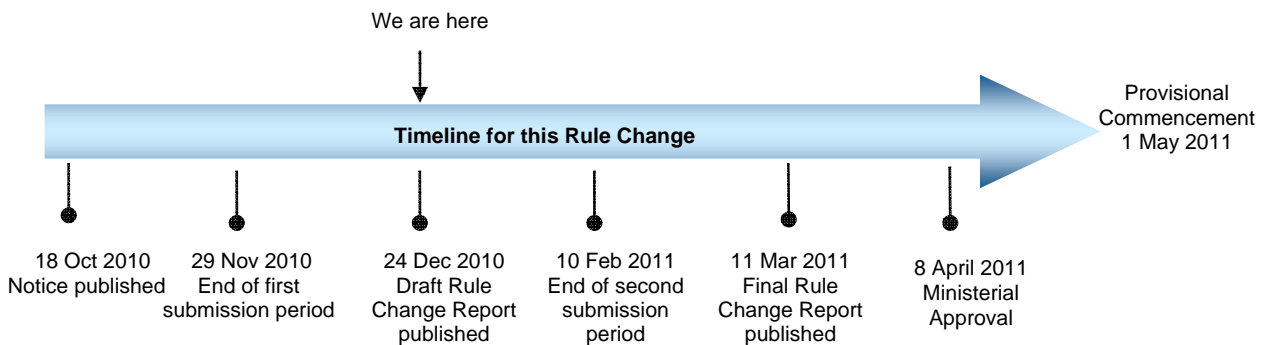 We are here
Timeline for this Rule Change
Provisional
Commencement
1 May 2011
18 Oct 2010
Notice published
29 Nov 2010
End of first
submission period
24 Dec 2010
Draft Rule
Change Report
published
10 Feb 2011
End of second
submission
period
11 Mar 2011
Final Rule
Change Report
published
8 April 2011
Ministerial
Approval